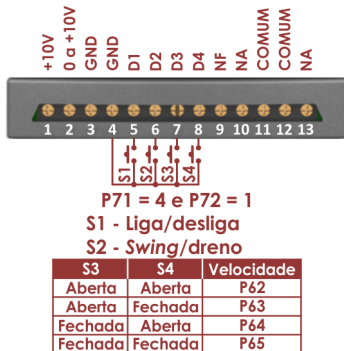 +10V 0 a +10V GND GND D1 D2 D3 D4 NF NA COMUM COMUM NA
1 2 3 4 5 6 7 8 9 10 11 12 13
S1 S2 S3 S4
P71 = 4 e P72 = 1
S1 - Liga/desliga
S2 - Swing/dreno
S3 S4 Velocidade
Aberta Aberta P62
Aberta Fechada P63
Fechada Aberta P64
Fechada Fechada P65